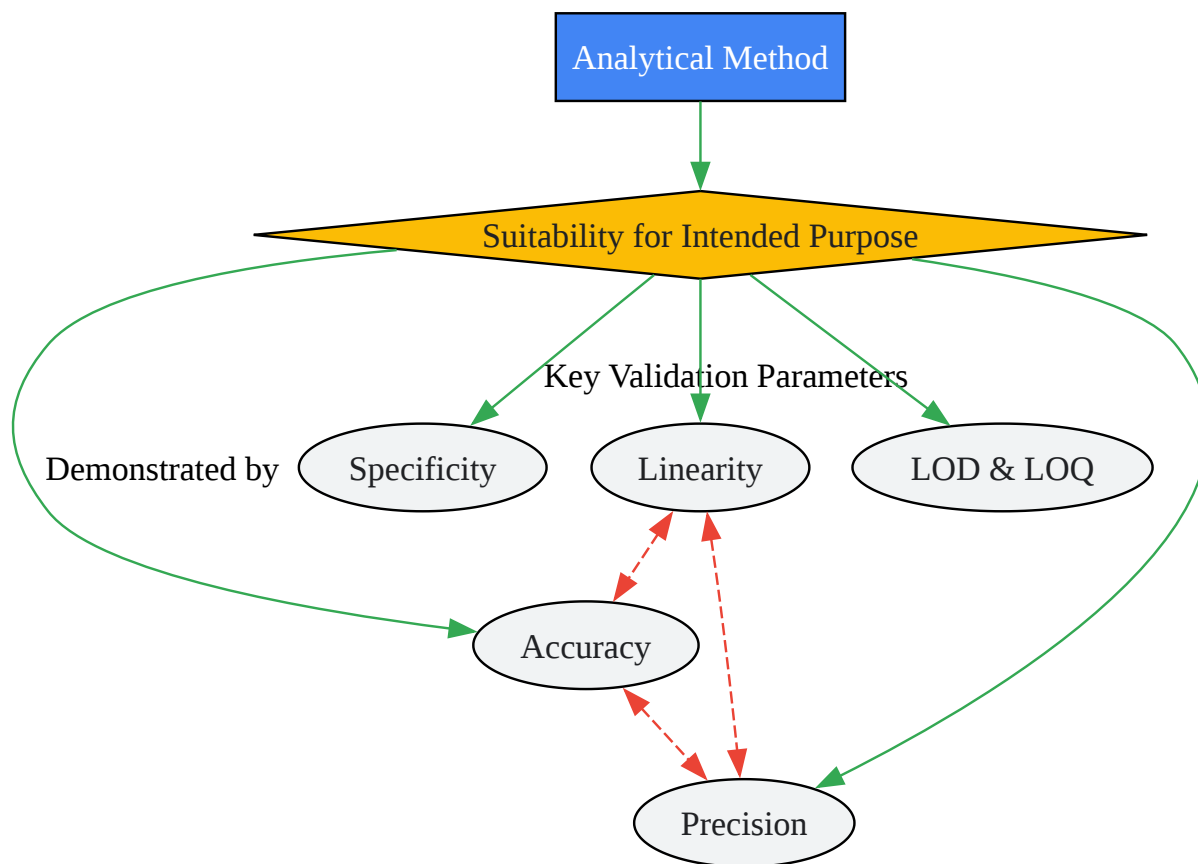 Analytical Method
Suitability for Intended Purpose
Key Validation Parameters
Demonstrated by
Specificity
Linearity
LOD & LOQ
Accuracy
Precision